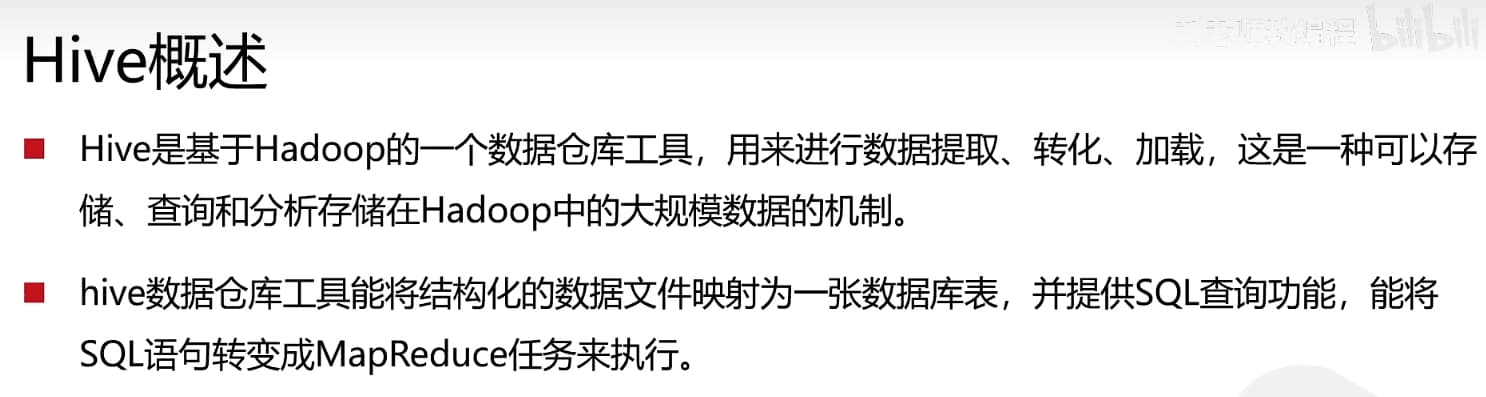 bilibili
Hive概述
Hive是基于Hadoop的一个数据仓库工具，用来进行数据提取、转化、加载，这是一种可以存
储、查询和分析存储在Hadoop中的大规模数据的机制。
hive数据仓库工具能将结构化的数据文件映射为一张数据库表，并提供SQL查询功能，能将
SQL语句转变成MapReduce任务来执行。